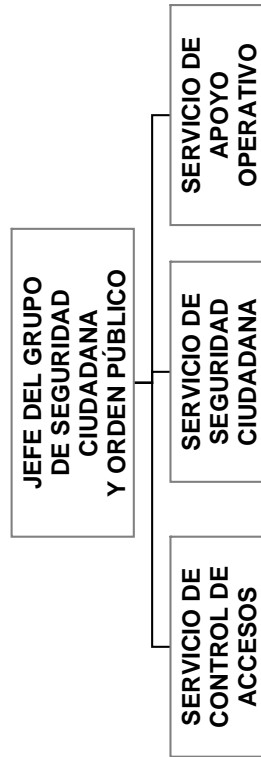 JEFE DEL GRUPO
DE SEGURIDAD
CIUDADANA
Y ORDEN PÚBLICO
SERVICIO DE
CONTROL DE
ACCESOS
SERVICIO DE
SEGURIDAD
CIUDADANA
SERVICIO DE
APOYO
OPERATIVO